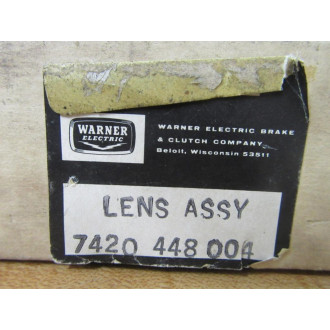 WARNER
ELECTRIC
WARNER ELECTRIC BRAKE
& CLUTCH COMPANY
Beloit, Wisconsin 53511
LENS ASSY
7420 448 004